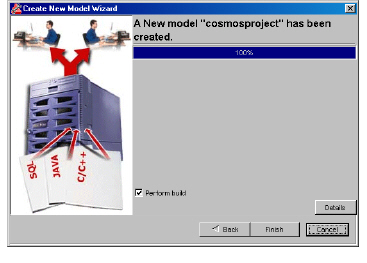 Create New Model Wizard
A New model "cosmosproject" has been
created.
100%
SQL
JAVA
C/C++
Perform build
Details
Back
Finish
Cancel